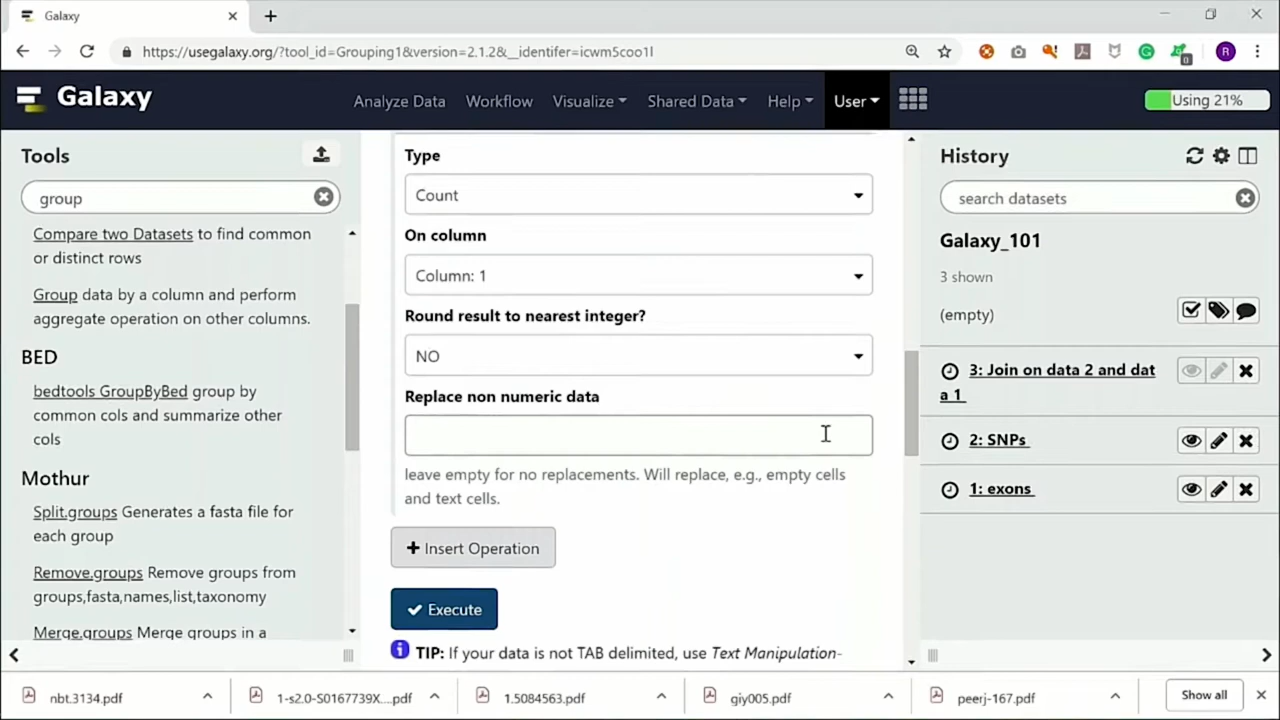 Galaxy
https://usegalaxy.org/?tool_id=Grouping1&version=2.1.2&__identifer=icwm5coo1l
R
0
Galaxy
Analyze Data
Workflow
Visualize
Shared Data
Help
User
Using 21%
Tools
group
Compare two Datasets to find common
or distinct rows
Group data by a column and perform
aggregate operation on other columns.
BED
bedtools GroupByBed group by
common cols and summarize other
cols
Mothur
Split.groups Generates a fasta file for
each group
Remove.groups Remove groups from
groups,fasta,names,list,taxonomy
Merge.groups Merge groups in a
Type
Count
On column
Column: 1
Round result to nearest integer?
NO
Replace non numeric data
leave empty for no replacements. Will replace, e.g., empty cells
and text cells.
Insert Operation
Execute
TIP: If your data is not TAB delimited, use Text Manipulation-
History
search datasets
Galaxy_101
3 shown
(empty)
3: Join on data 2 and dat
a 1
2: SNPs
1: exons
nbt.3134.pdf
1-s2.0-S0167739X....pdf
1.5084563.pdf
giy005.pdf
peerj-167.pdf
Show all